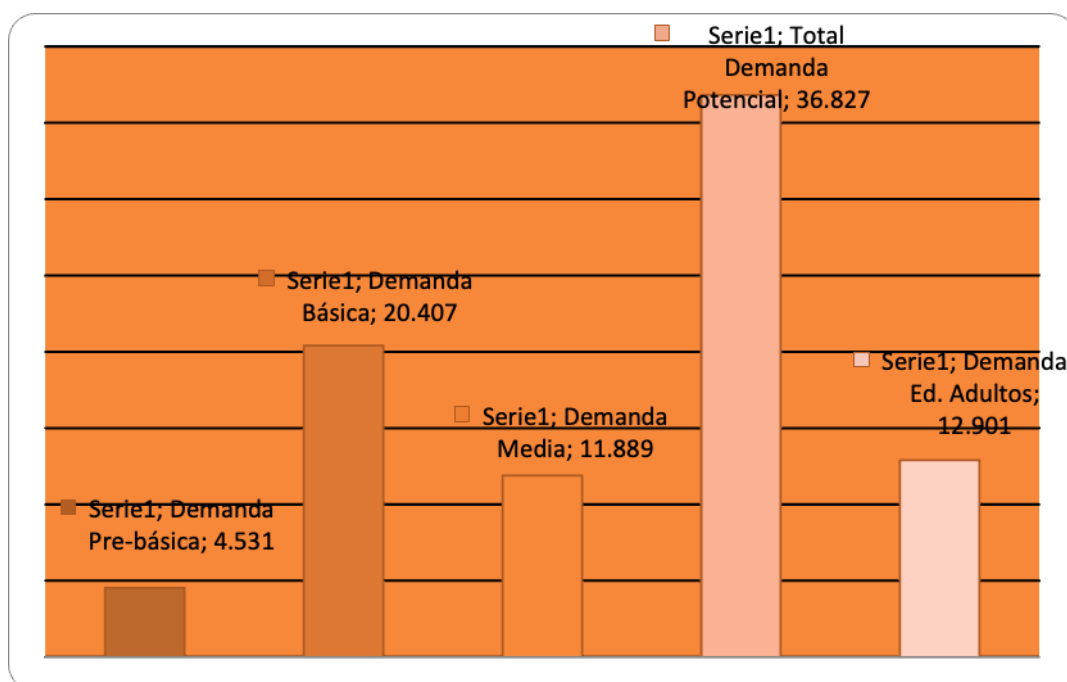 Serie1; Total
Demanda
Potencial; 36.827
Serie1; Demanda
Básica; 20.407
Serie1; Demanda
Ed. Adultos;
12.901
Serie1; Demanda
Media; 11.889
Serie1; Demanda
Pre-básica; 4.531